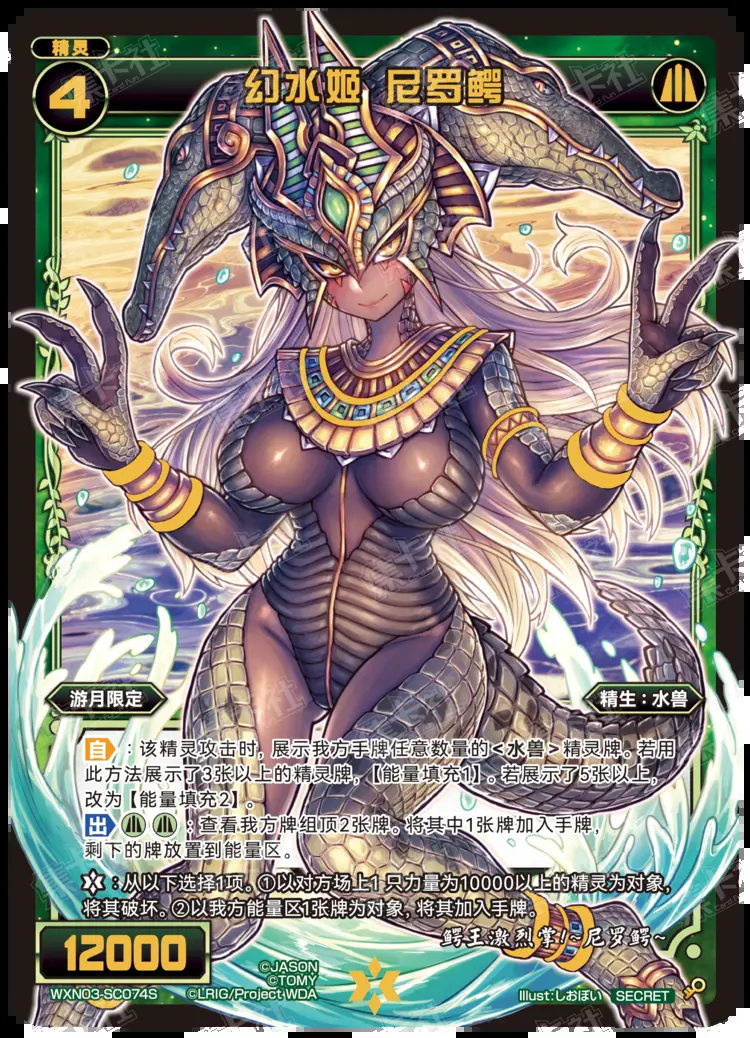 精灵
4
幻水姬 尼罗鳄
游月限定
精生：水兽
自：该精灵攻击时，展示我方手牌任意数量的<水兽>精灵牌。若用
此方法展示了3张以上的精灵牌，【能量填充1】。若展示了5张以上，
改为【能量填充2】。
出：查看我方牌组顶2张牌。将其中1张牌加入手牌，
剩下的牌放置到能量区。
：从以下选择1项。①以对方场上1只力量为10000以上的精灵为对象，
将其破坏。②以我方能量区1张牌为对象，将其加入手牌。
鳄王激烈掌!~尼罗鳄~
12000
©JASON
©TOMY
WXN03-SC074S ©LRIG/Project WDA
Illust:しおぼい SECRET
集卡社